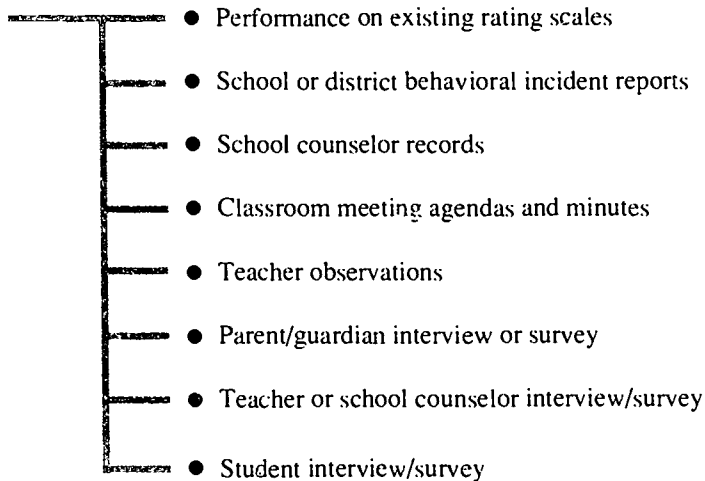 ● Performance on existing rating scales
● School or district behavioral incident reports
● School counselor records
● Classroom meeting agendas and minutes
● Teacher observations
● Parent/guardian interview or survey
● Teacher or school counselor interview/survey
● Student interview/survey